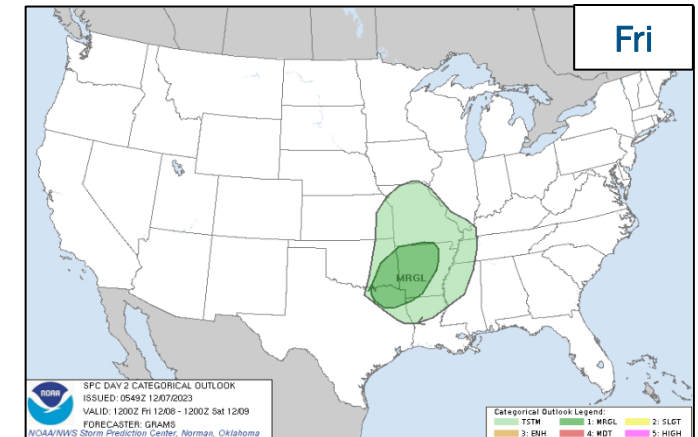 Fri
MRGL
NOAA
SPC DAY 2 CATEGORICAL OUTLOOK
ISSUED: 0549Z 12/07/2023
VALID: 1200Z Fri 12/08 - 1200Z Sat 12/09
FORECASTER: GRAMS
NOAA/NWS Storm Prediction Center, Norman, Oklahoma
Categorical Outlook Legend:
TSTM 1: MRGL 2: SLGT
3: ENH 4: MDT 5: HIGH